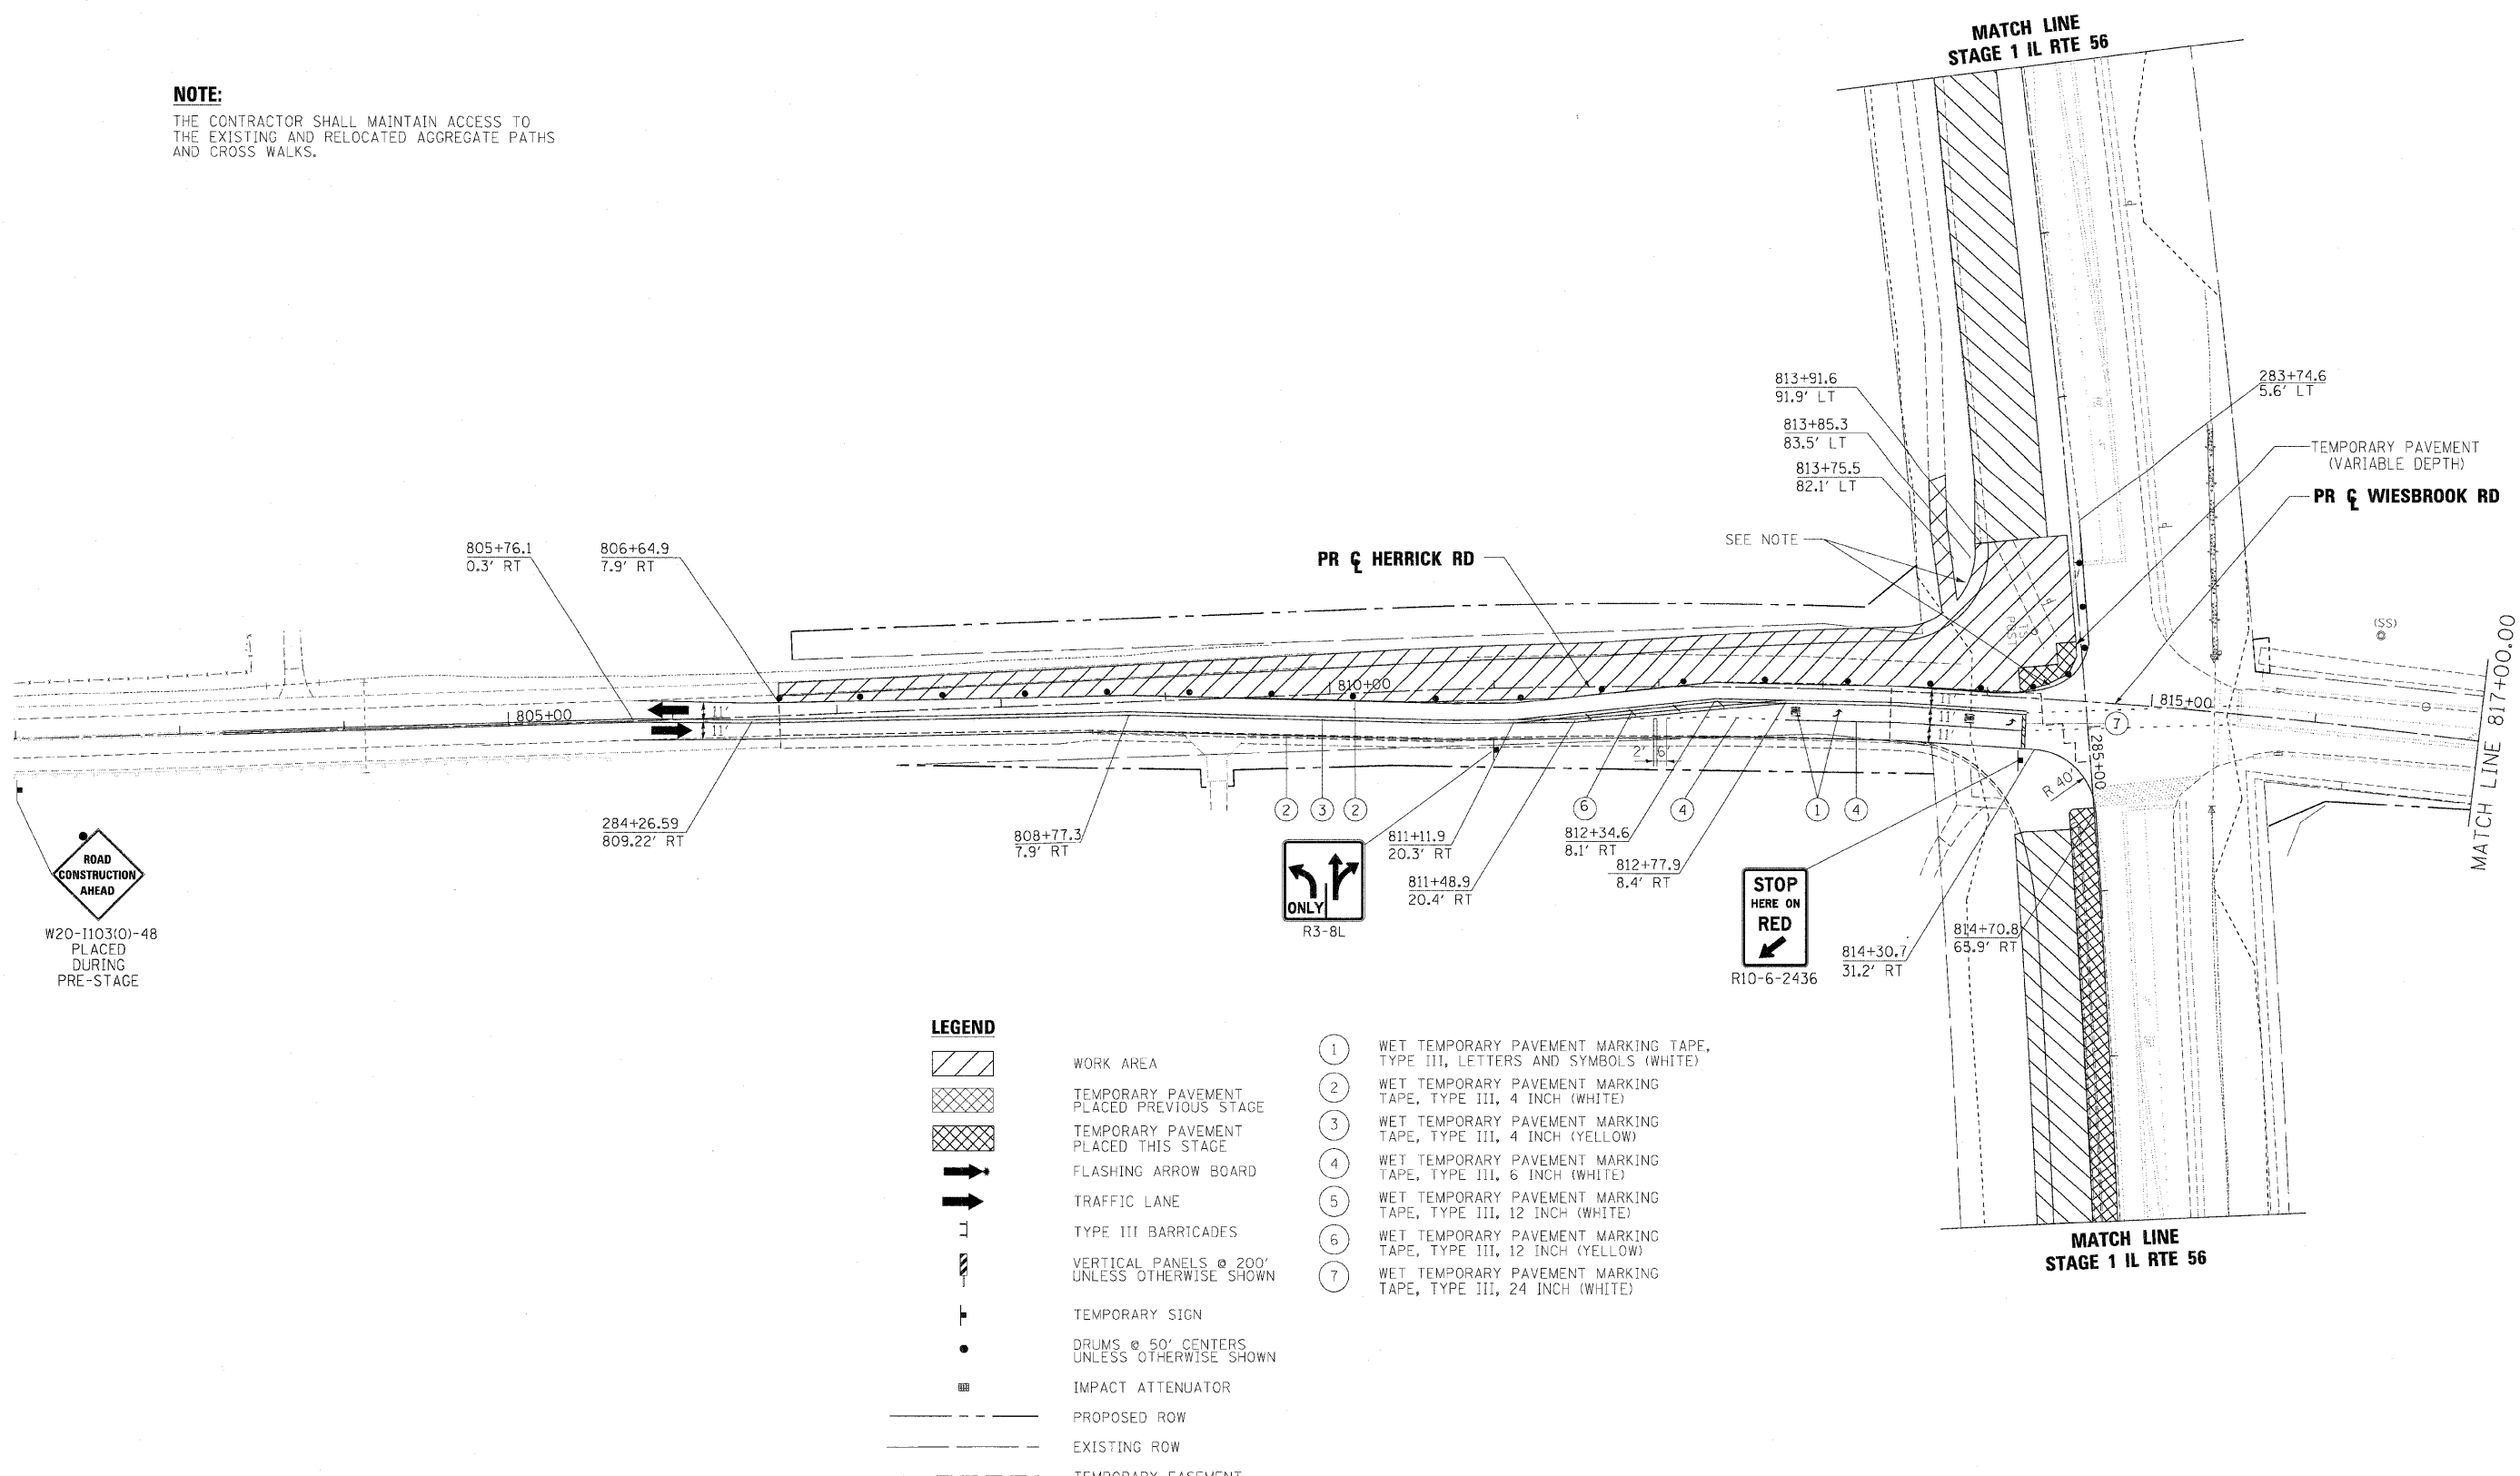 MATCH LINE
STAGE 1 IL RTE 56
NOTE:
THE CONTRACTOR SHALL MAINTAIN ACCESS TO
THE EXISTING AND RELOCATED AGGREGATE PATHS
AND CROSS WALKS.
813+91.6
91.9' LT
813+85.3
83.5' LT
813+75.5
82.1' LT
283+74.6
5.6' LT
TEMPORARY PAVEMENT
(VARIABLE DEPTH)
PR ℄ WIESBROOK RD
SEE NOTE
PR ℄ HERRICK RD
805+76.1
0.3' RT
806+64.9
7.9' RT
(SS)
MATCH LINE 817+00.00
805+00
810+00
815+00
285+00
11'
11'
11'
11'
11'
2'
6'
R 40'
7
2
3
2
6
4
1
4
284+26.59
809.22' RT
808+77.3
7.9' RT
811+11.9
20.3' RT
811+48.9
20.4' RT
812+34.6
8.1' RT
812+77.9
8.4' RT
814+30.7
31.2' RT
814+70.8
65.9' RT
ROAD
CONSTRUCTION
AHEAD
W20-I103(O)-48
PLACED
DURING
PRE-STAGE
ONLY
R3-8L
STOP
HERE ON
RED
R10-6-2436
LEGEND
WORK AREA
TEMPORARY PAVEMENT
PLACED PREVIOUS STAGE
TEMPORARY PAVEMENT
PLACED THIS STAGE
FLASHING ARROW BOARD
TRAFFIC LANE
TYPE III BARRICADES
VERTICAL PANELS @ 200'
UNLESS OTHERWISE SHOWN
TEMPORARY SIGN
DRUMS @ 50' CENTERS
UNLESS OTHERWISE SHOWN
IMPACT ATTENUATOR
PROPOSED ROW
EXISTING ROW
TEMPORARY EASEMENT
1 WET TEMPORARY PAVEMENT MARKING TAPE,
TYPE III, LETTERS AND SYMBOLS (WHITE)
2 WET TEMPORARY PAVEMENT MARKING
TAPE, TYPE III, 4 INCH (WHITE)
3 WET TEMPORARY PAVEMENT MARKING
TAPE, TYPE III, 4 INCH (YELLOW)
4 WET TEMPORARY PAVEMENT MARKING
TAPE, TYPE III, 6 INCH (WHITE)
5 WET TEMPORARY PAVEMENT MARKING
TAPE, TYPE III, 12 INCH (WHITE)
6 WET TEMPORARY PAVEMENT MARKING
TAPE, TYPE III, 12 INCH (YELLOW)
7 WET TEMPORARY PAVEMENT MARKING
TAPE, TYPE III, 24 INCH (WHITE)
MATCH LINE
STAGE 1 IL RTE 56